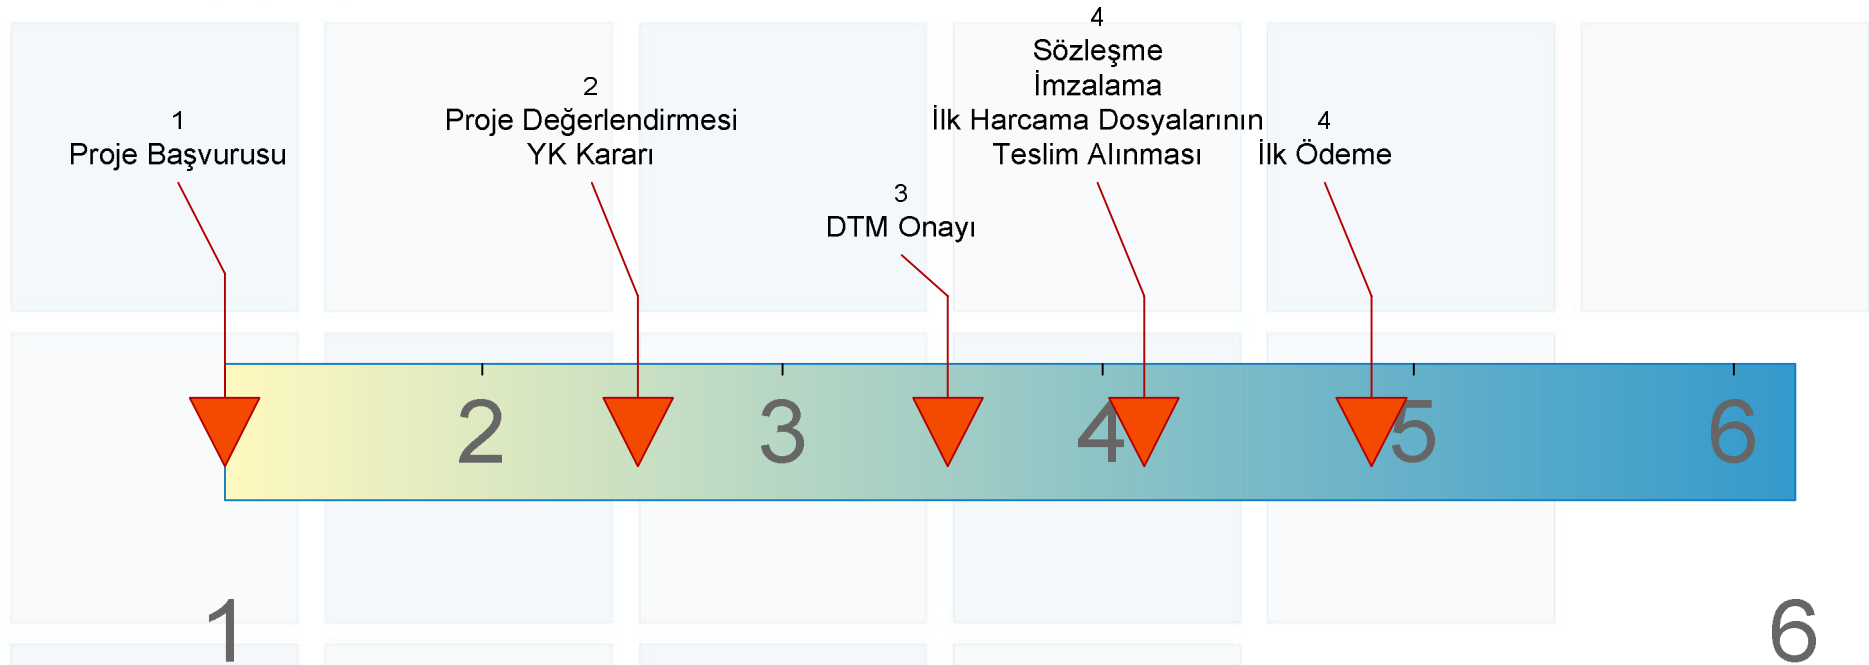 1
Proje Başvurusu
2
Proje Değerlendirmesi
YK Kararı
3
DTM Onayı
4
Sözleşme
İmzalama
İlk Harcama Dosyalarının
Teslim Alınması
4
İlk Ödeme
2
3
4
5
6
1
6